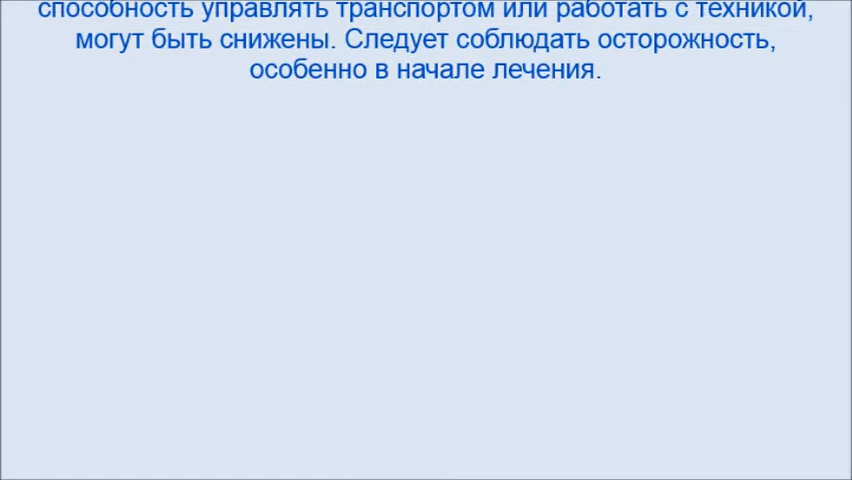 способность управлять транспортом или работать с техникой,
могут быть снижены. Следует соблюдать осторожность,
особенно в начале лечения.